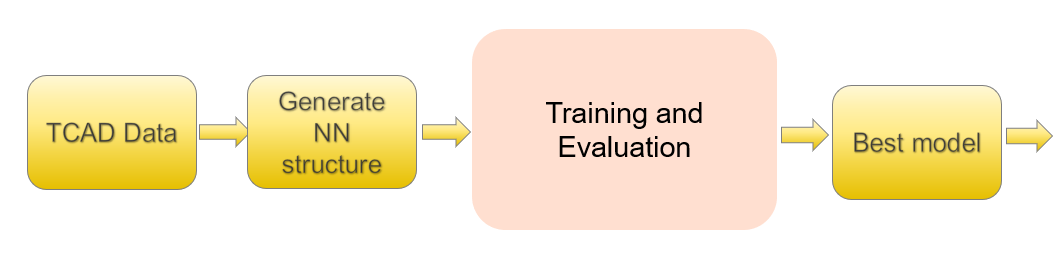 TCAD Data
Generate
NN
structure
Training and
Evaluation
Best model